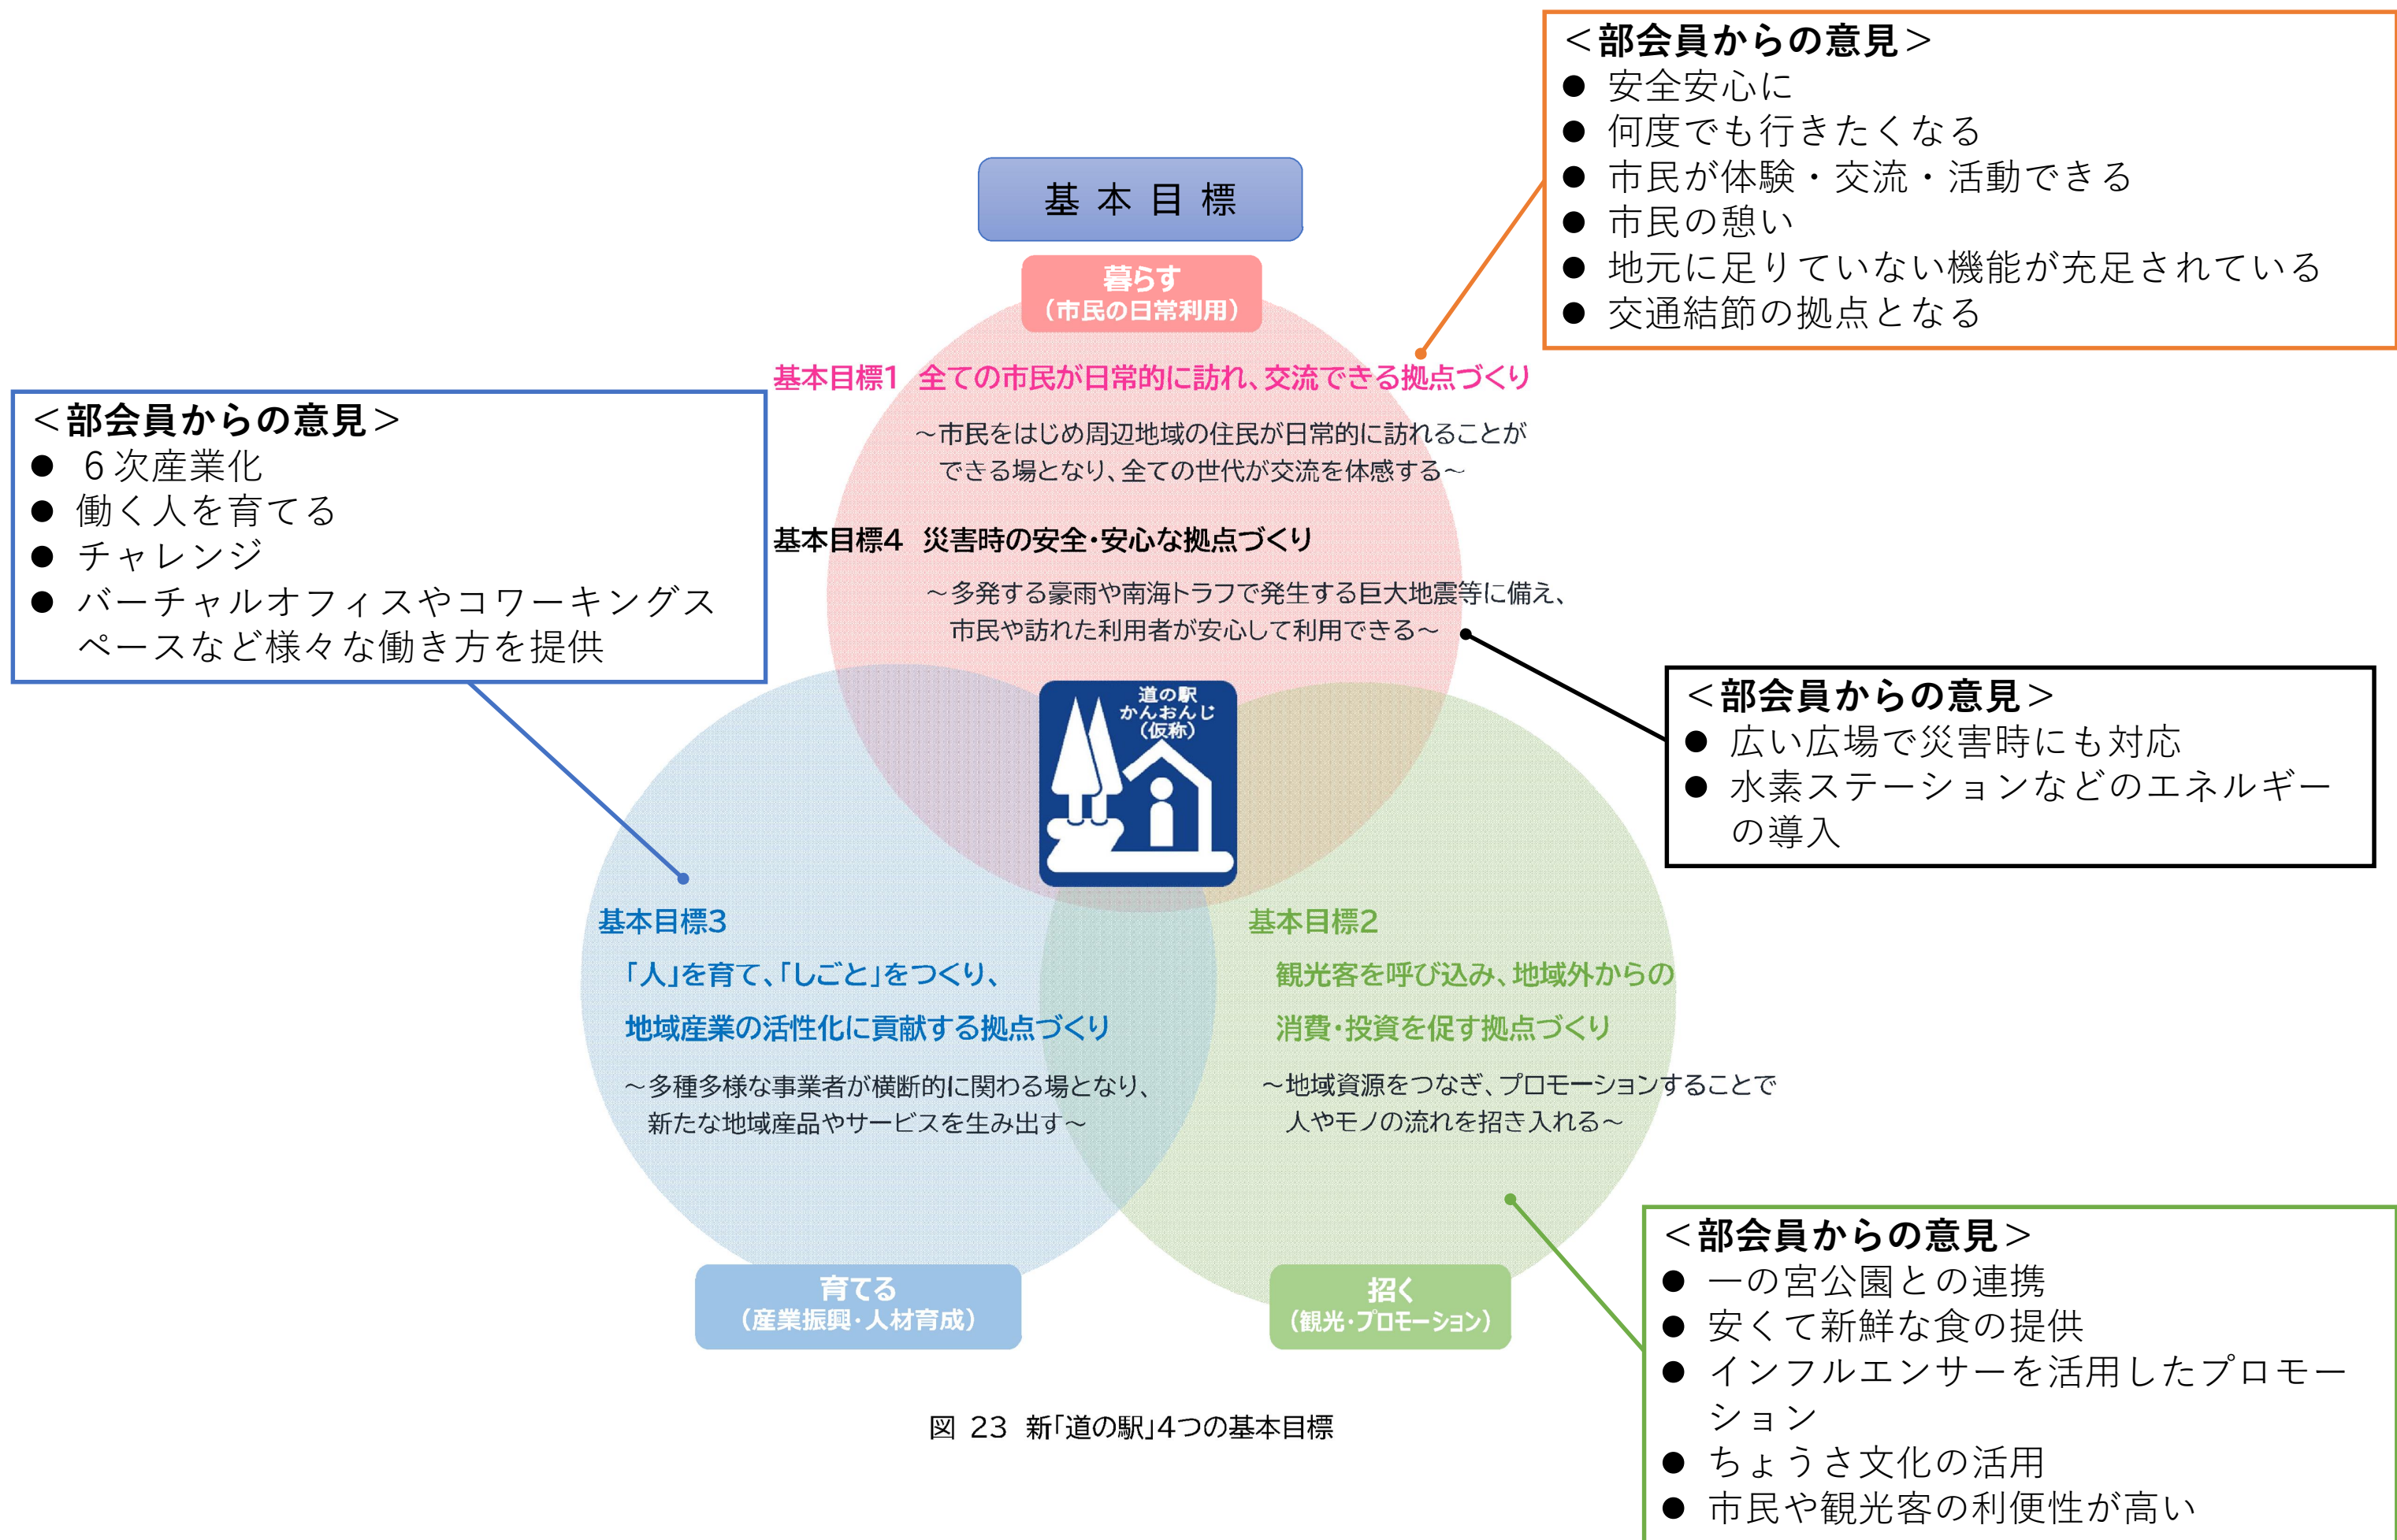 ＜部会員からの意見＞
● 安全安心に
● 何度でも行きたくなる
● 市民が体験・交流・活動できる
● 市民の憩い
● 地元に足りていない機能が充足されている
● 交通結節の拠点となる
基本目標
暮らす
（市民の日常利用）
基本目標1　全ての市民が日常的に訪れ、交流できる拠点づくり
～市民をはじめ周辺地域の住民が日常的に訪れることが
できる場となり、全ての世代が交流を体感する～
＜部会員からの意見＞
● ６次産業化
● 働く人を育てる
● チャレンジ
● バーチャルオフィスやコワーキングス
ペースなど様々な働き方を提供
基本目標4　災害時の安全・安心な拠点づくり
～多発する豪雨や南海トラフで発生する巨大地震等に備え、
市民や訪れた利用者が安心して利用できる～
＜部会員からの意見＞
● 広い広場で災害時にも対応
● 水素ステーションなどのエネルギー
の導入
道の駅
かんおんじ
（仮称）
基本目標3
「人」を育て、「しごと」をつくり、
地域産業の活性化に貢献する拠点づくり
～多種多様な事業者が横断的に関わる場となり、
新たな地域産品やサービスを生み出す～
基本目標2
観光客を呼び込み、地域外からの
消費・投資を促す拠点づくり
～地域資源をつなぎ、プロモーションすることで
人やモノの流れを招き入れる～
育てる
（産業振興・人材育成）
招く
（観光・プロモーション）
＜部会員からの意見＞
● 一の宮公園との連携
● 安くて新鮮な食の提供
● インフルエンサーを活用したプロモー
ション
● ちょうさ文化の活用
● 市民や観光客の利便性が高い
図 23　新「道の駅」4つの基本目標